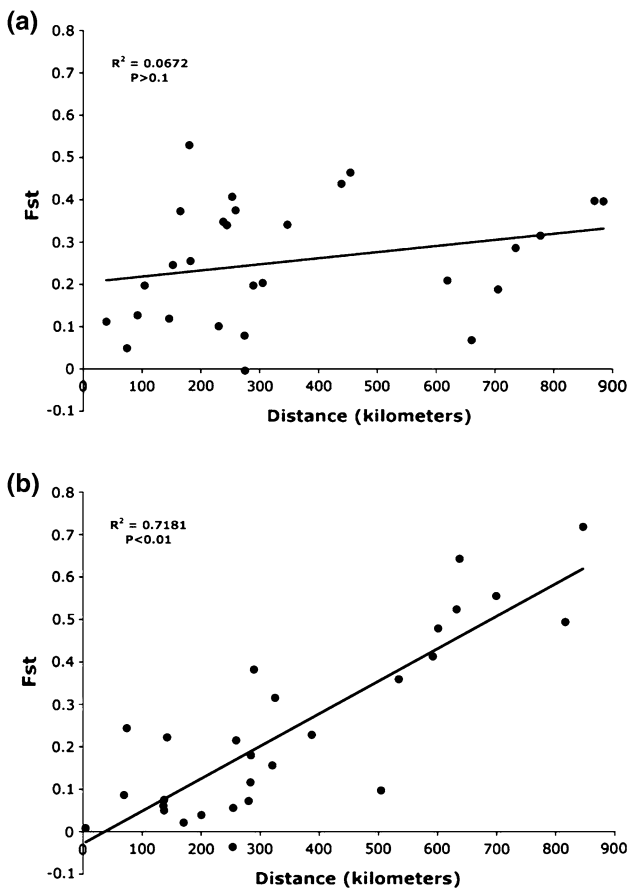 (a)
0.8
0.7
R² = 0.0672
P>0.1
0.6
0.5
Fst
0.4
0.3
0.2
0.1
0
0 100 200 300 400 500 600 700 800 900
-0.1
Distance (kilometers)
(b)
0.8
0.7
R² = 0.7181
P<0.01
0.6
0.5
Fst
0.4
0.3
0.2
0.1
0
0 100 200 300 400 500 600 700 800 900
-0.1
Distance (kilometers)